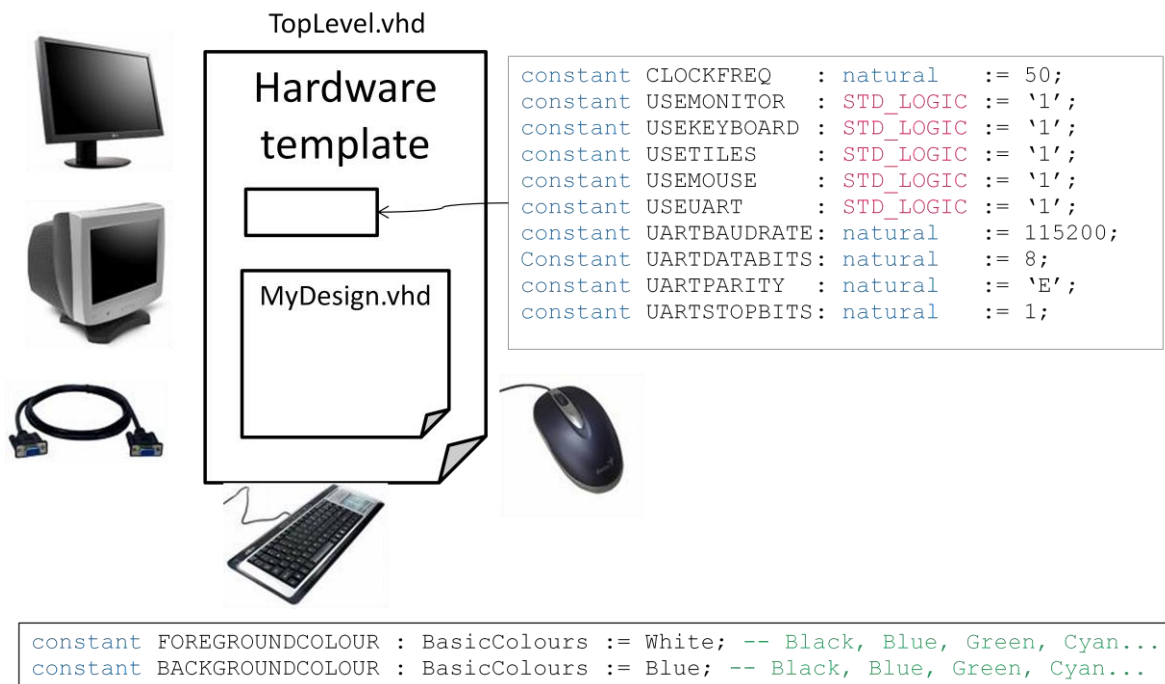 TopLevel.vhd
Hardware
template
MyDesign.vhd
constant CLOCKFREQ   : natural   := 50;
constant USEMONITOR  : STD_LOGIC := ‘1’;
constant USEKEYBOARD : STD_LOGIC := ‘1’;
constant USETILES    : STD_LOGIC := ‘1’;
constant USEMOUSE    : STD_LOGIC := ‘1’;
constant USEUART     : STD_LOGIC := ‘1’;
constant UARTBAUDRATE: natural   := 115200;
Constant UARTDATABITS: natural   := 8;
constant UARTPARITY  : natural   := ‘E’;
constant UARTSTOPBITS: natural   := 1;
constant FOREGROUNDCOLOUR : BasicColours := White; -- Black, Blue, Green, Cyan...
constant BACKGROUNDCOLOUR : BasicColours := Blue; -- Black, Blue, Green, Cyan...